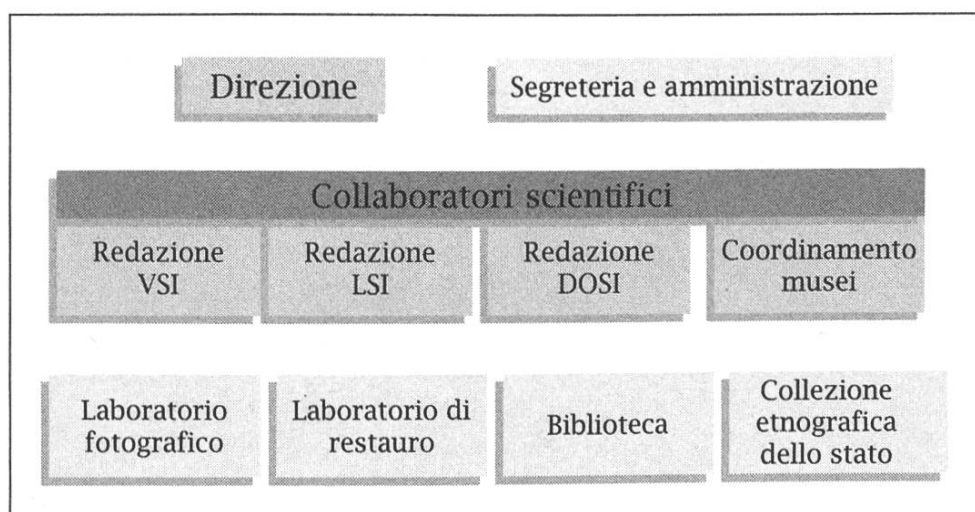 Direzione
Segreteria e amministrazione
Collaboratori scientifici
Redazione
VSI
Redazione
LSI
Redazione
DOSI
Coordinamento
musei
Laboratorio
fotografico
Laboratorio di
restauro
Biblioteca
Collezione
etnografica
dello stato